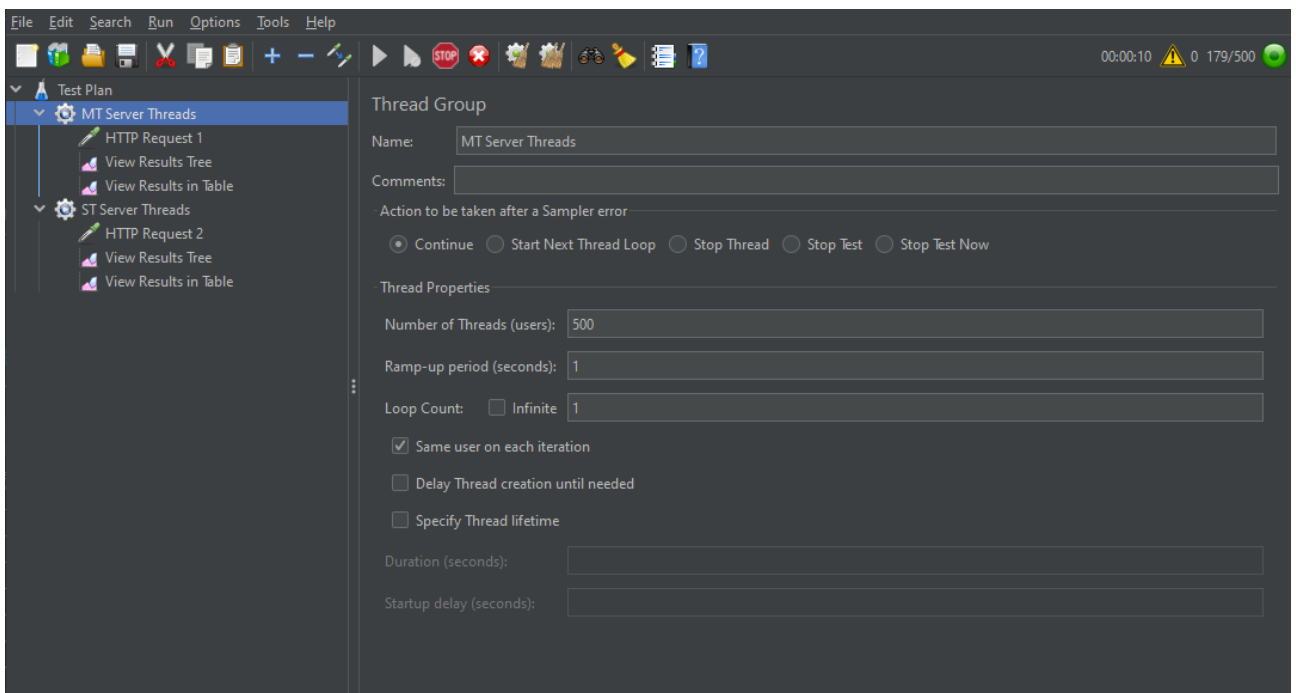 File Edit Search Run Options Tools Help
STOP ? 00:00:10 0 179/500
Test Plan
MT Server Threads
HTTP Request 1
View Results Tree
View Results in Table
ST Server Threads
HTTP Request 2
View Results Tree
View Results in Table
Thread Group
Name: MT Server Threads
Comments:
Action to be taken after a Sampler error
Continue Start Next Thread Loop Stop Thread Stop Test Stop Test Now
Thread Properties
Number of Threads (users): 500
Ramp-up period (seconds): 1
Loop Count: Infinite 1
Same user on each iteration
Delay Thread creation until needed
Specify Thread lifetime
Duration (seconds):
Startup delay (seconds):